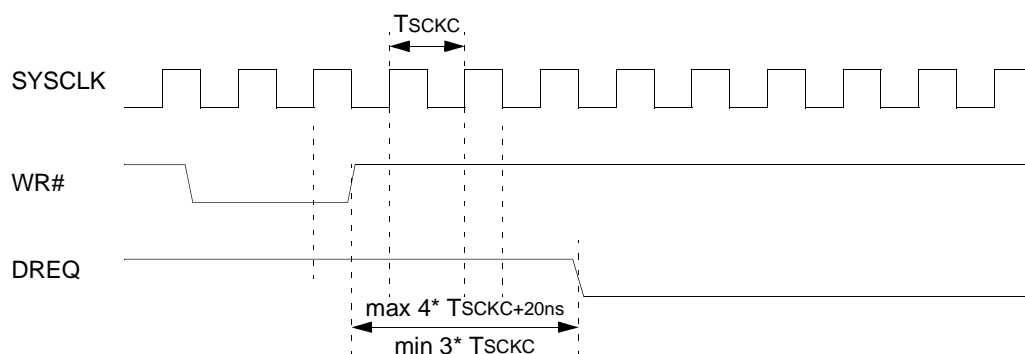 TSCKC
SYSCLK
WR#
DREQ
max 4* TSCKC+20ns
min 3* TSCKC